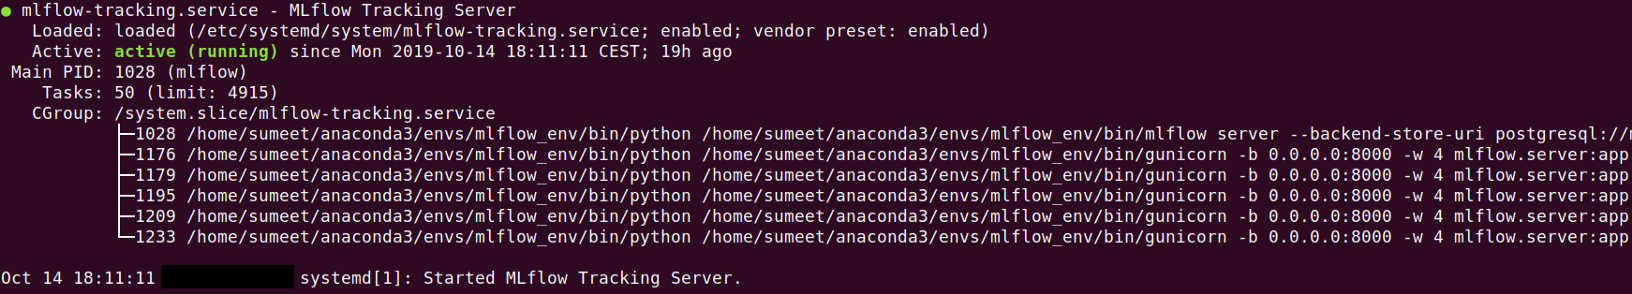 ● mlflow-tracking.service - MLflow Tracking Server
Loaded: loaded (/etc/systemd/system/mlflow-tracking.service; enabled; vendor preset: enabled)
Active: active (running) since Mon 2019-10-14 18:11:11 CEST; 19h ago
Main PID: 1028 (mlflow)
Tasks: 50 (limit: 4915)
CGroup: /system.slice/mlflow-tracking.service
├─1028 /home/sumeet/anaconda3/envs/mlflow_env/bin/python /home/sumeet/anaconda3/envs/mlflow_env/bin/mlflow server --backend-store-uri postgresql://
├─1176 /home/sumeet/anaconda3/envs/mlflow_env/bin/python /home/sumeet/anaconda3/envs/mlflow_env/bin/gunicorn -b 0.0.0.0:8000 -w 4 mlflow.server:app
├─1179 /home/sumeet/anaconda3/envs/mlflow_env/bin/python /home/sumeet/anaconda3/envs/mlflow_env/bin/gunicorn -b 0.0.0.0:8000 -w 4 mlflow.server:app
├─1195 /home/sumeet/anaconda3/envs/mlflow_env/bin/python /home/sumeet/anaconda3/envs/mlflow_env/bin/gunicorn -b 0.0.0.0:8000 -w 4 mlflow.server:app
├─1209 /home/sumeet/anaconda3/envs/mlflow_env/bin/python /home/sumeet/anaconda3/envs/mlflow_env/bin/gunicorn -b 0.0.0.0:8000 -w 4 mlflow.server:app
└─1233 /home/sumeet/anaconda3/envs/mlflow_env/bin/python /home/sumeet/anaconda3/envs/mlflow_env/bin/gunicorn -b 0.0.0.0:8000 -w 4 mlflow.server:app
Oct 14 18:11:11 systemd[1]: Started MLflow Tracking Server.